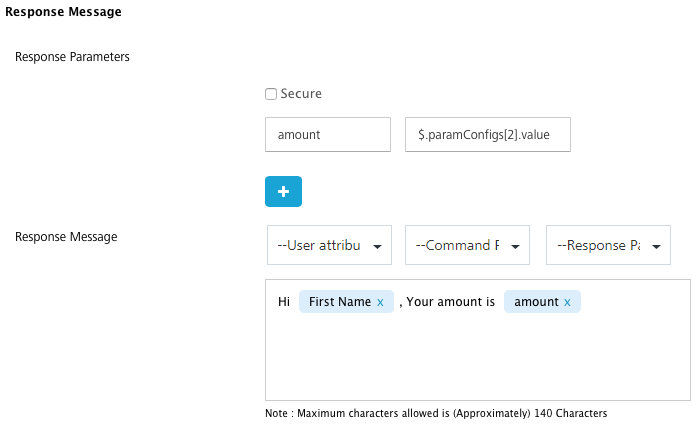 Response Message
Response Parameters
Secure
amount $.paramConfigs[2].value
+
Response Message --User attribu --Command --Response
Hi First Name x , Your amount is amount x
Note : Maximum characters allowed is (Approximately) 140 Characters